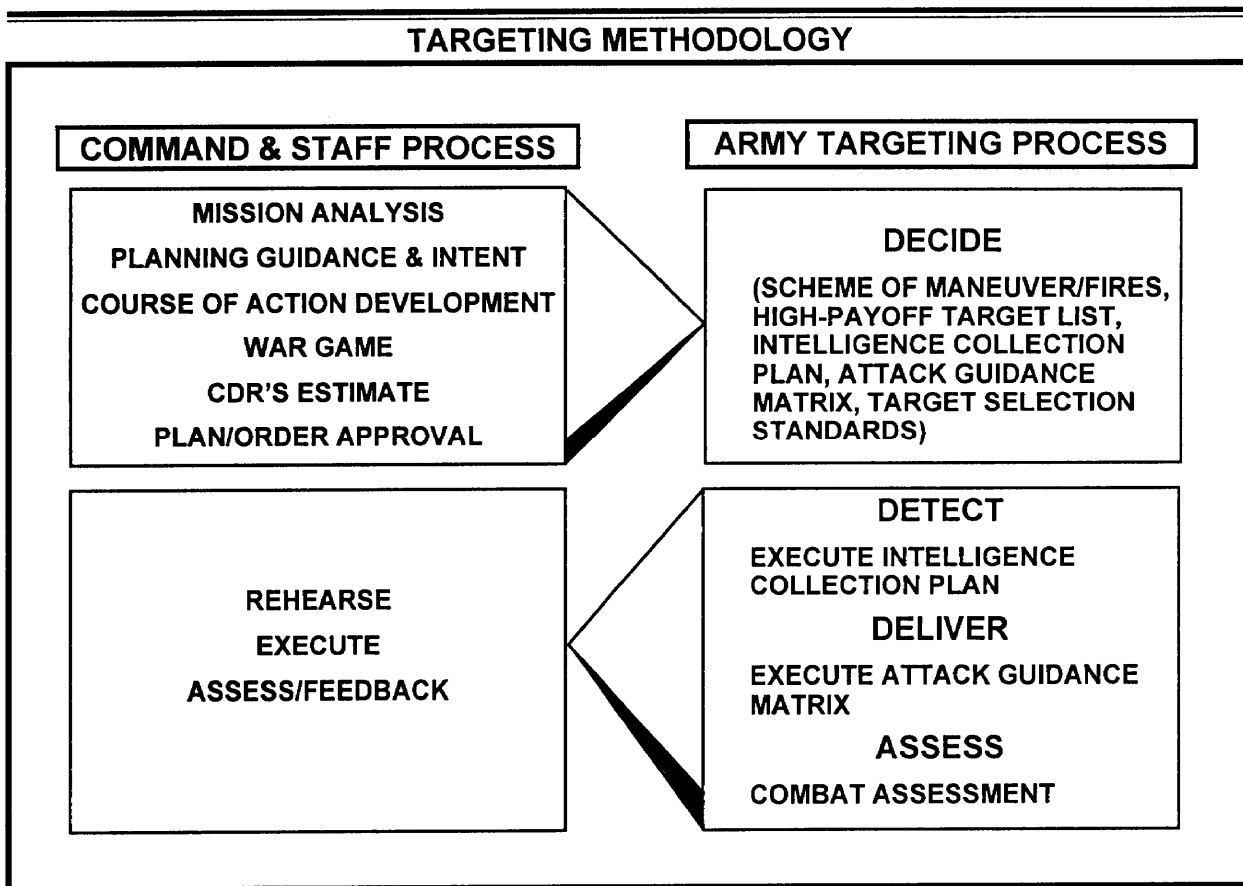 TARGETING METHODOLOGY
COMMAND & STAFF PROCESS
MISSION ANALYSIS
PLANNING GUIDANCE & INTENT
COURSE OF ACTION DEVELOPMENT
WAR GAME
CDR'S ESTIMATE
PLAN/ORDER APPROVAL
REHEARSE
EXECUTE
ASSESS/FEEDBACK
ARMY TARGETING PROCESS
DECIDE
(SCHEME OF MANEUVER/FIRES,
HIGH-PAYOFF TARGET LIST,
INTELLIGENCE COLLECTION
PLAN, ATTACK GUIDANCE
MATRIX, TARGET SELECTION
STANDARDS)
DETECT
EXECUTE INTELLIGENCE
COLLECTION PLAN
DELIVER
EXECUTE ATTACK GUIDANCE
MATRIX
ASSESS
COMBAT ASSESSMENT